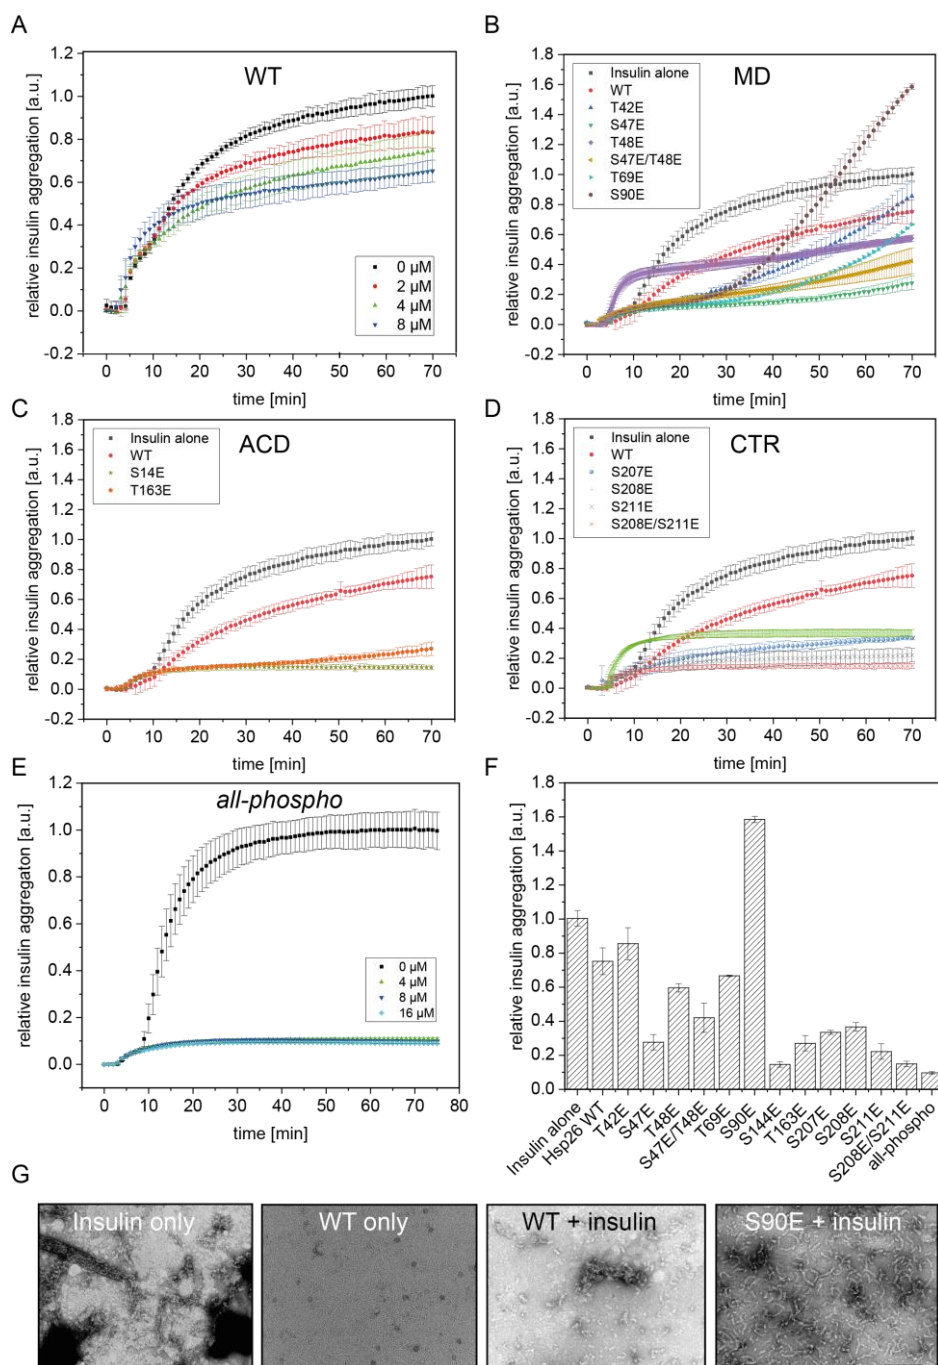 A
WT
relative insulin aggregation [a.u.]
1.2
1.0
0.8
0.6
0.4
0.2
0.0
-0.2
0 10 20 30 40 50 60 70
time [min]
0 µM
2 µM
4 µM
8 µM
B
MD
relative insulin aggregation [a.u.]
1.8
1.6
1.4
1.2
1.0
0.8
0.6
0.4
0.2
0.0
-0.2
0 10 20 30 40 50 60 70
time [min]
Insulin alone
WT
T42E
S47E
T48E
S47E/T48E
T69E
S90E
C
ACD
relative insulin aggregation [a.u.]
1.8
1.6
1.4
1.2
1.0
0.8
0.6
0.4
0.2
0.0
-0.2
0 10 20 30 40 50 60 70
time [min]
Insulin alone
WT
S14E
T163E
D
CTR
relative insulin aggregation [a.u.]
1.8
1.6
1.4
1.2
1.0
0.8
0.6
0.4
0.2
0.0
-0.2
0 10 20 30 40 50 60 70
time [min]
Insulin alone
WT
S207E
S208E
S211E
S208E/S211E
E
all-phospho
relative insulin aggregation [a.u.]
1.2
1.0
0.8
0.6
0.4
0.2
0.0
0 10 20 30 40 50 60 70 80
time [min]
0 µM
4 µM
8 µM
16 µM
F
relative insulin aggregation [a.u.]
1.8
1.6
1.4
1.2
1.0
0.8
0.6
0.4
0.2
0.0
Insulin alone
Hsp26 WT
T42E
S47E
T48E
S47E/T48E
T69E
S90E
S144E
T163E
S207E
S208E
S211E
S208E/S211E
all-phospho
G
Insulin only
WT only
WT + insulin
S90E + insulin